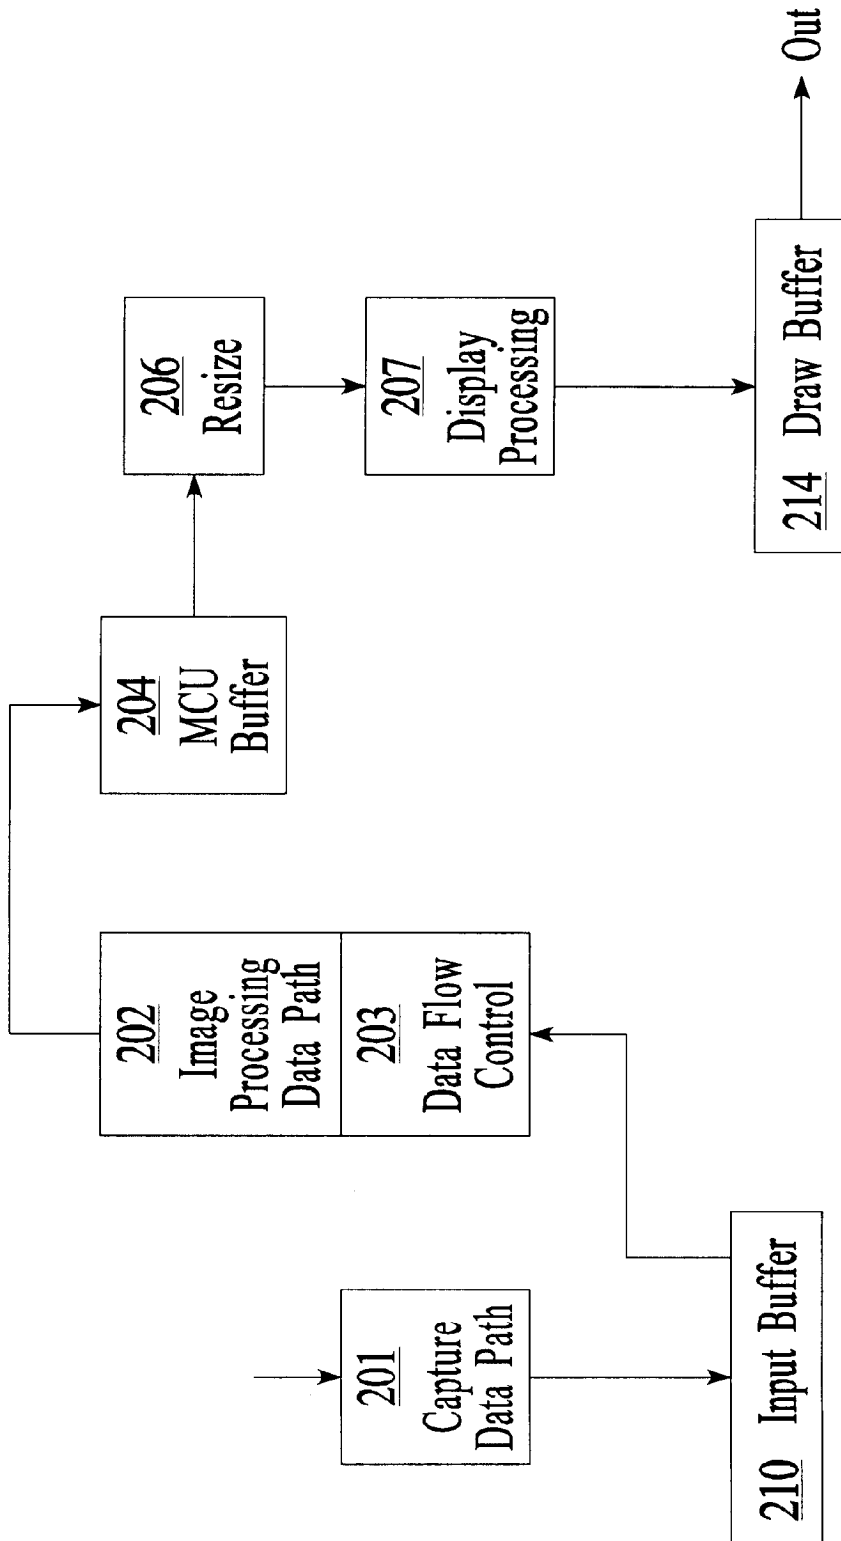 201
Capture
Data Path
210 Input Buffer
202
Image
Processing
Data Path
203
Data Flow
Control
204
MCU
Buffer
206
Resize
207
Display
Processing
214 Draw Buffer
Out